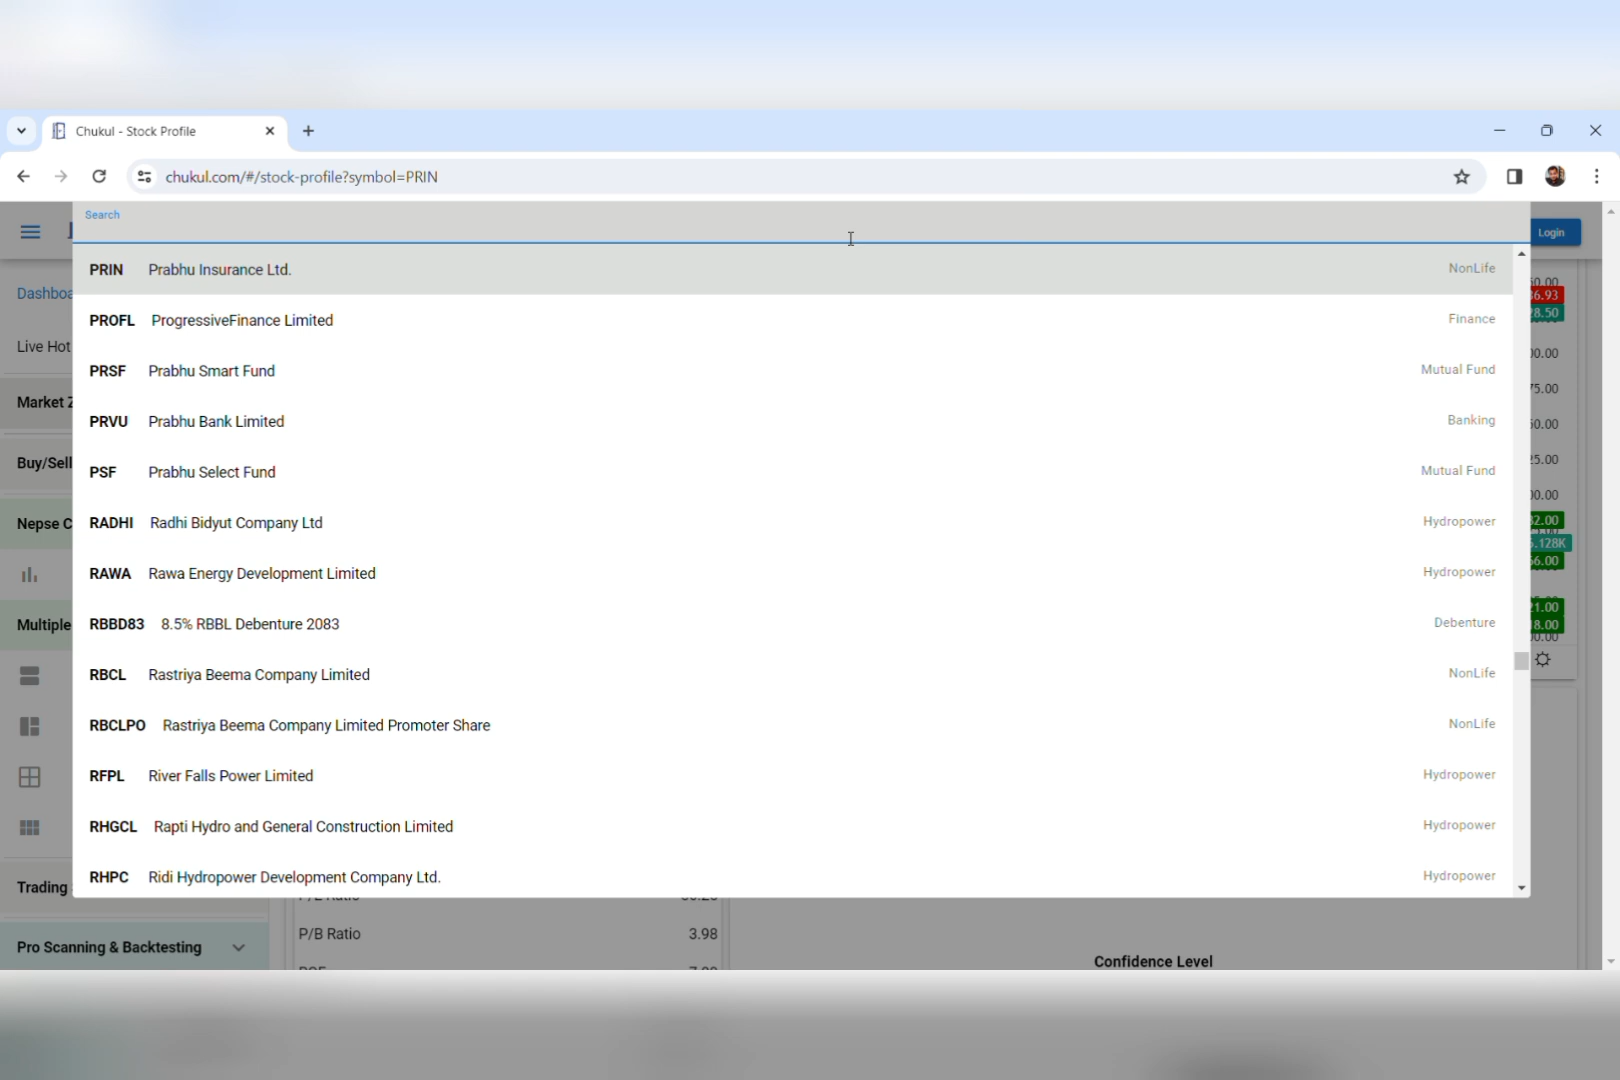 Chukul - Stock Profile
chukul.com/#/stock-profile?symbol=PRIN
Search
Login
PRIN Prabhu Insurance Ltd. NonLife
PROFL ProgressiveFinance Limited Finance
PRSF Prabhu Smart Fund Mutual Fund
PRVU Prabhu Bank Limited Banking
PSF Prabhu Select Fund Mutual Fund
RADHI Radhi Bidyut Company Ltd Hydropower
RAWA Rawa Energy Development Limited Hydropower
RBBD83 8.5% RBBL Debenture 2083 Debenture
RBCL Rastriya Beema Company Limited NonLife
RBCLPO Rastriya Beema Company Limited Promoter Share NonLife
RFPL River Falls Power Limited Hydropower
RHGCL Rapti Hydro and General Construction Limited Hydropower
RHPC Ridi Hydropower Development Company Ltd. Hydropower
Live Hot
Market
Buy/Sell
Nepse
Multiple
Trading
Pro Scanning & Backtesting
P/B Ratio 3.98
Confidence Level